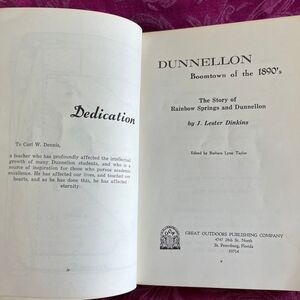 Dedication
To Carl W. Dennis,
a teacher who has profoundly affected the intellectual
growth of many Dunnellon students, and who is a
source of inspiration for those who pursue academic
excellence. He has affected our lives, and touched our
hearts, and as he has done this, he has affected
eternity.
DUNNELLON
Boomtown of the 1890's
The Story of
Rainbow Springs and Dunnellon
by J. Lester Dinkins
Edited by Barbara Lynn Taylor
GREAT OUTDOORS PUBLISHING COMPANY
4747 28th St. North
St. Petersburg, Florida
33714